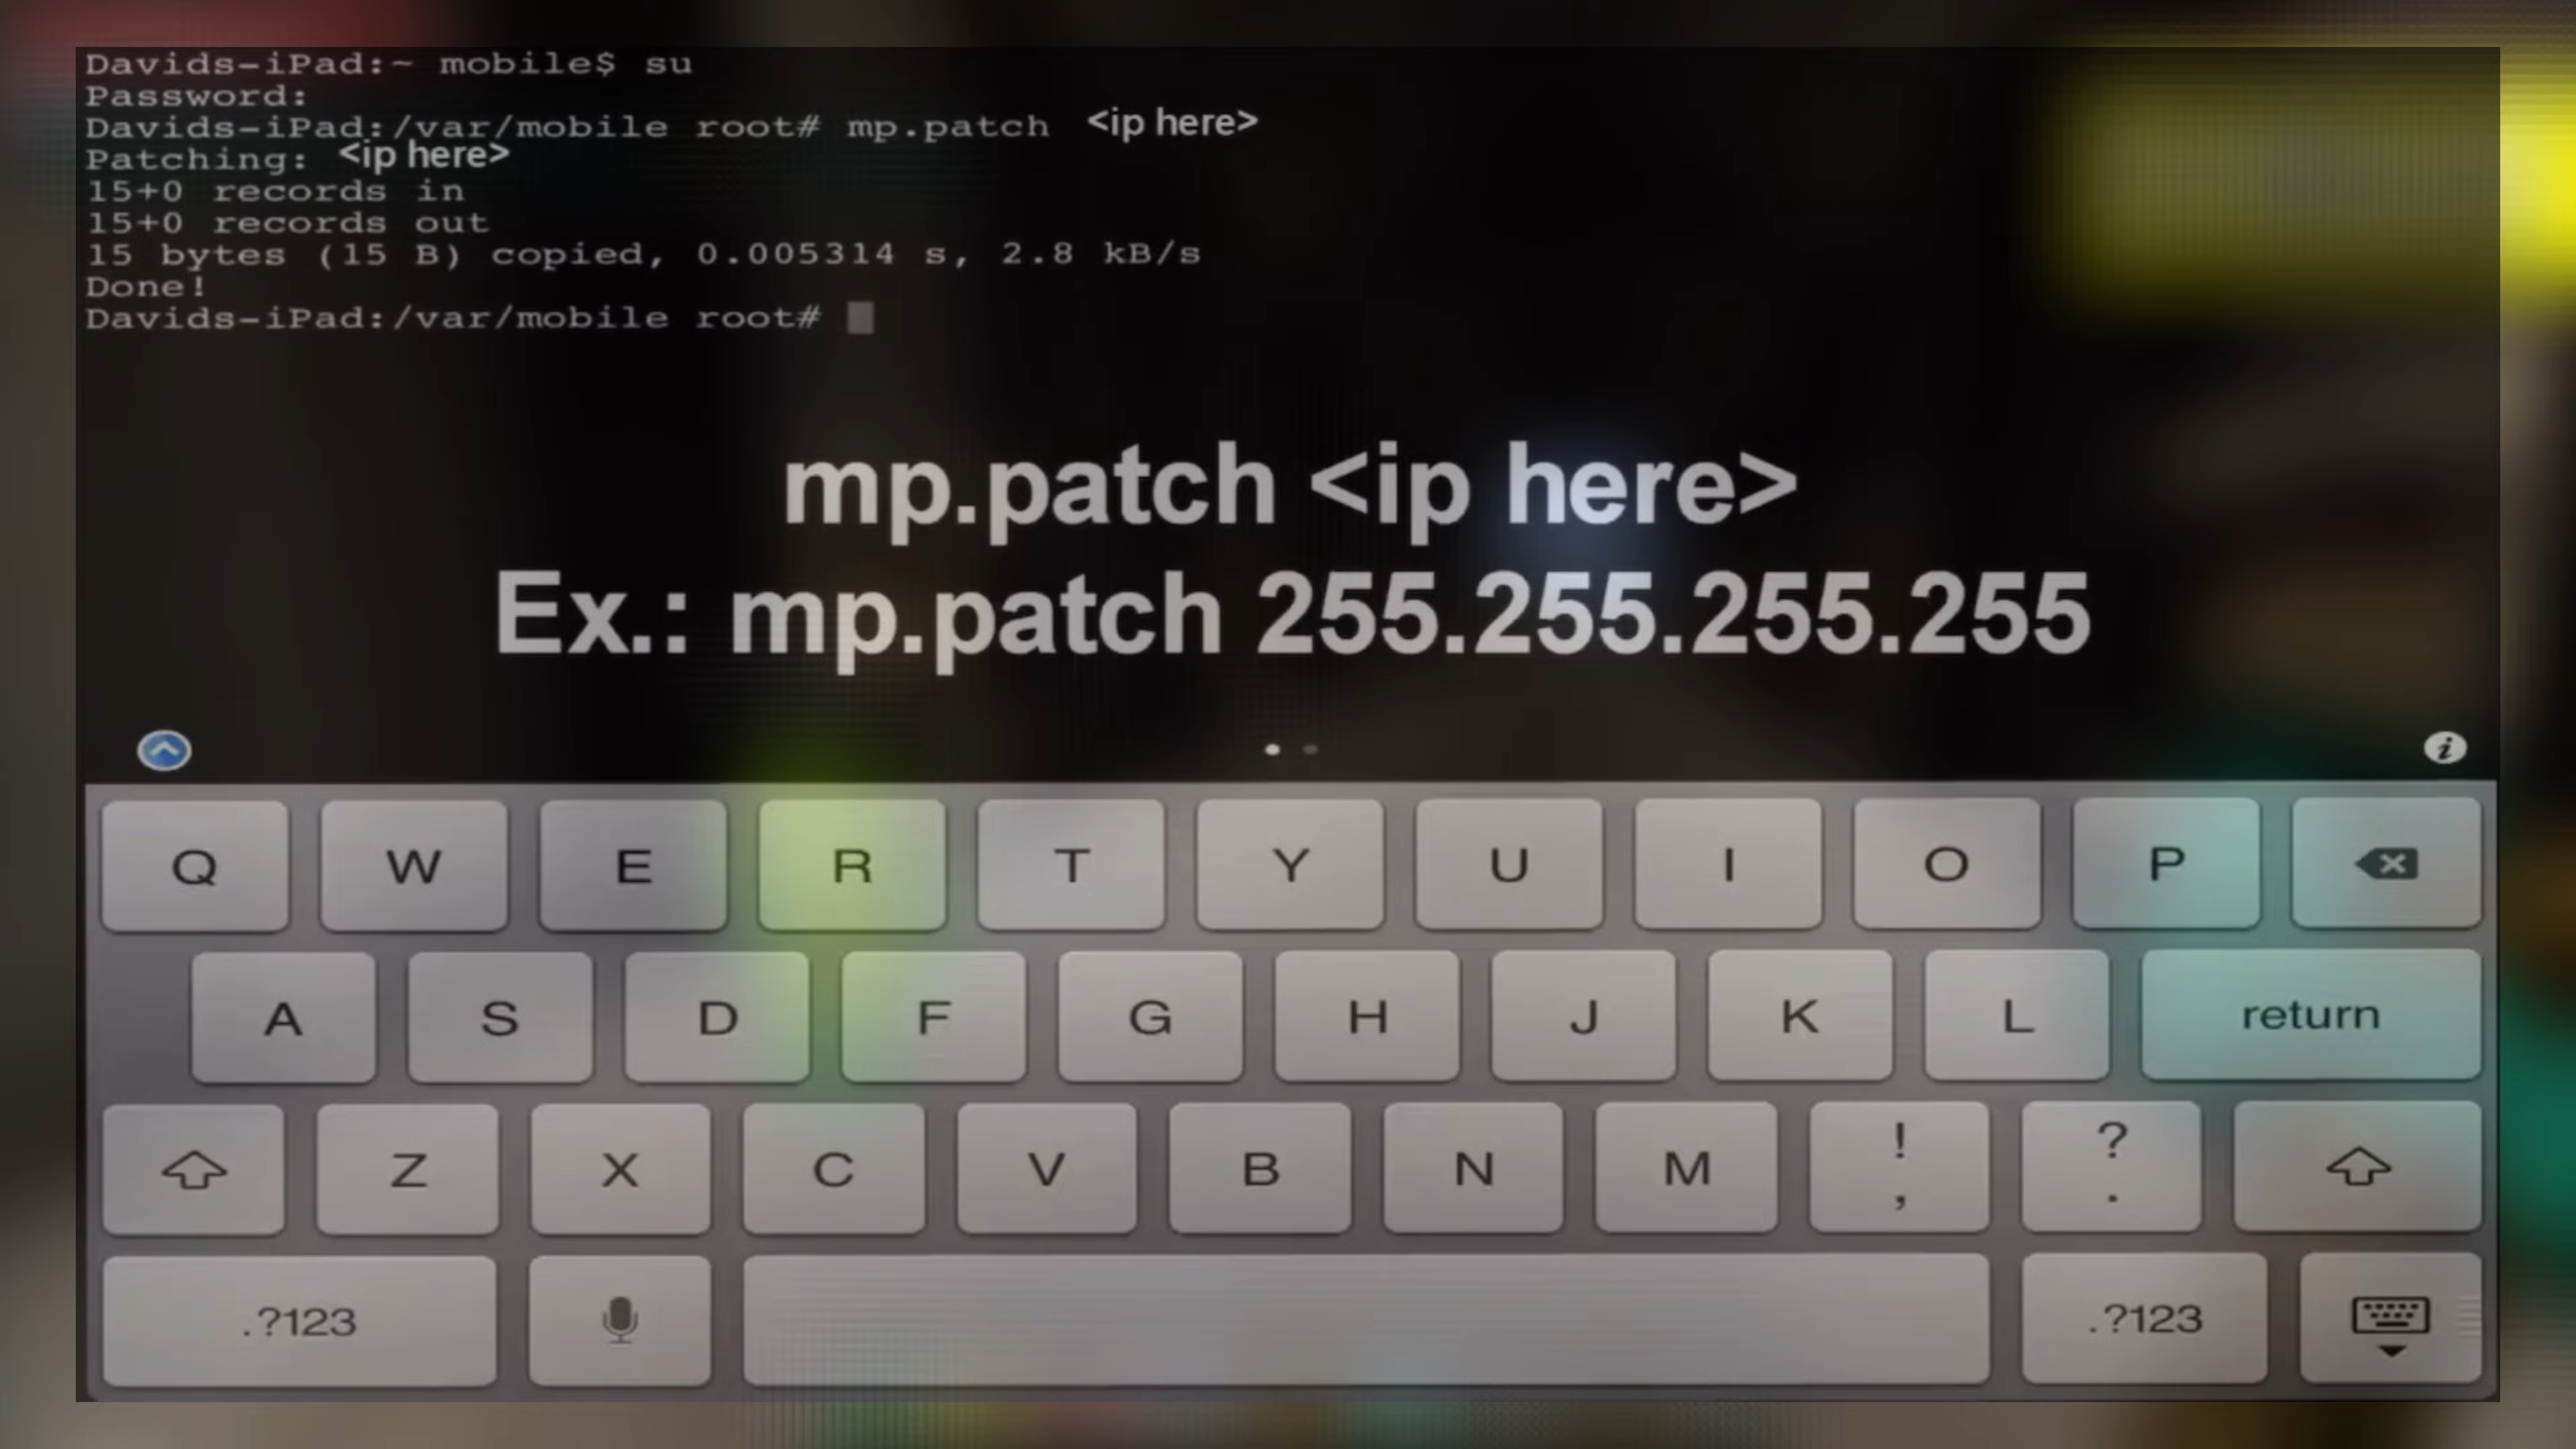 Davids-iPad:~ mobile$ su
Password:
Davids-iPad:/var/mobile root# mp.patch <ip here>
Patching: <ip here>
15+0 records in
15+0 records out
15 bytes (15 B) copied, 0.005314 s, 2.8 kB/s
Done!
Davids-iPad:/var/mobile root#
mp.patch <ip here>
Ex.: mp.patch 255.255.255.255
i
Q W E R T Y U I O P
A S D F G H J K L return
Z X C V B N M ! , ? .
.?123 .?123